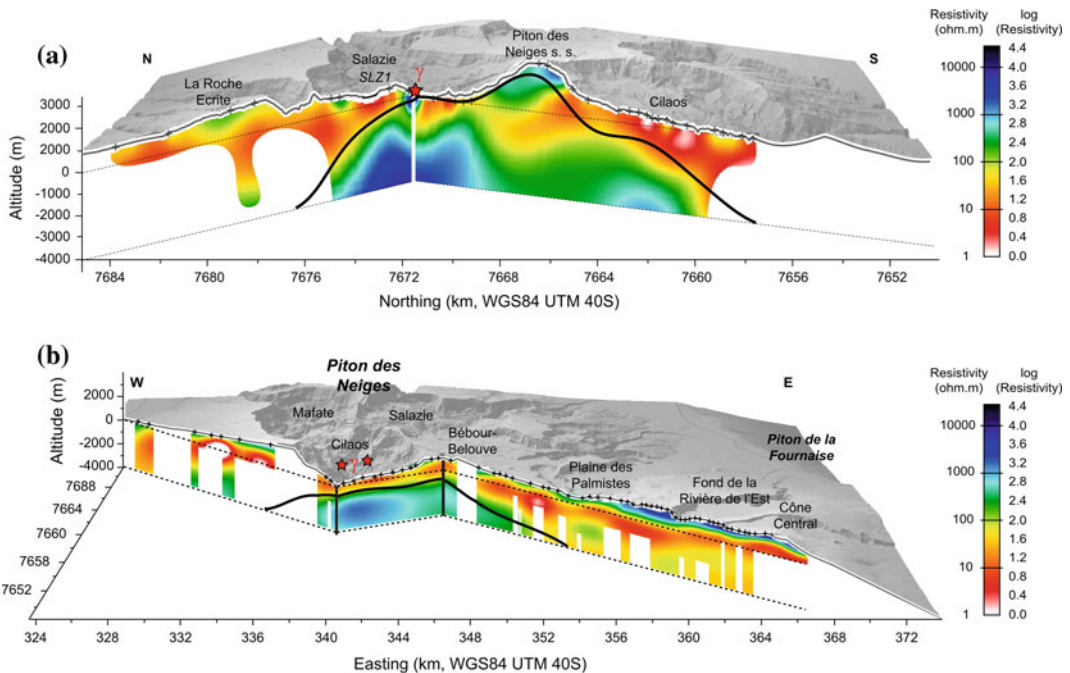 (a)
N
La Roche
Ecrite
Salazie
SLZ1
γ
Piton des
Neiges s. s.
Cilaos
S
Altitude (m)
3000
2000
1000
0
-1000
-2000
-3000
-4000
7684
7680
7676
7672
7668
7664
7660
7656
7652
Northing (km, WGS84 UTM 40S)
Resistivity
(ohm.m)
log
(Resistivity)
10000
1000
100
10
1
4.4
4.0
3.6
3.2
2.8
2.4
2.0
1.6
1.2
0.8
0.4
0.0
(b)
W
Piton des
Neiges
Mafate
Salazie
Cilaos
γ
Bébour-
Belouve
Plaine des
Palmistes
Fond de la
Rivière de l'Est
Cône
Central
Piton de la
Fournaise
E
Altitude (m)
2000
0
-2000
-4000
7688
7664
7660
7658
7652
324
328
332
336
340
344
348
352
356
360
364
368
372
Easting (km, WGS84 UTM 40S)
Resistivity
(ohm.m)
log
(Resistivity)
10000
1000
100
10
1
4.4
4.0
3.6
3.2
2.8
2.4
2.0
1.6
1.2
0.8
0.4
0.0